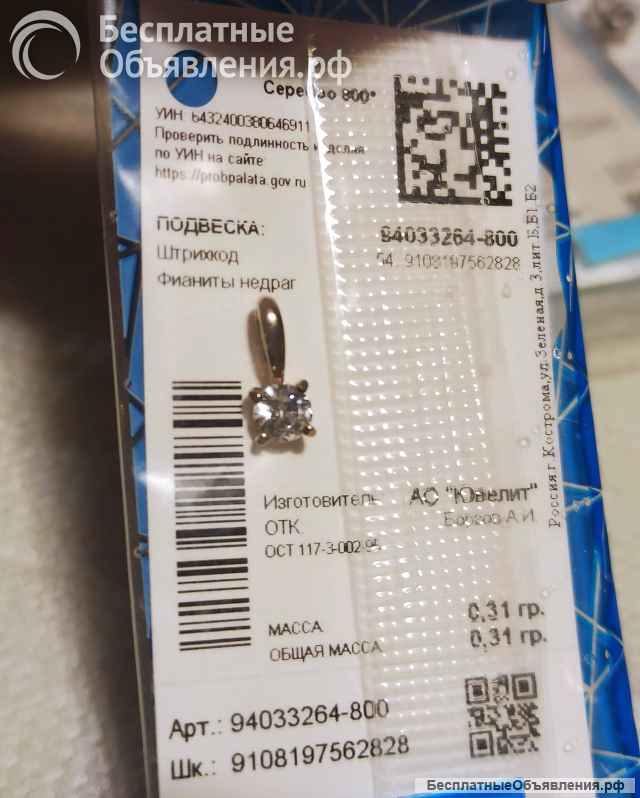 Бесплатные
Объявления.рф
Серебро 800*
УИН 6432400380646911
Проверить подлинность изделия
по УИН на сайте
https://probpalata.gov.ru
ПОДВЕСКА:
94033264-800
Штрихкод
9108197562828
Фианиты недраг
Россия г.Кострома,ул.Зеленая,д 3,лит Б,Б1,Б2
Изготовитель АО "Ювелит"
ОТК А.И.
ОСТ 117-3-002-95
МАССА 0,31 гр.
ОБЩАЯ МАССА 0,31 гр.
Арт.: 94033264-800
Шк.: 9108197562828
БесплатныеОбъявления.рф